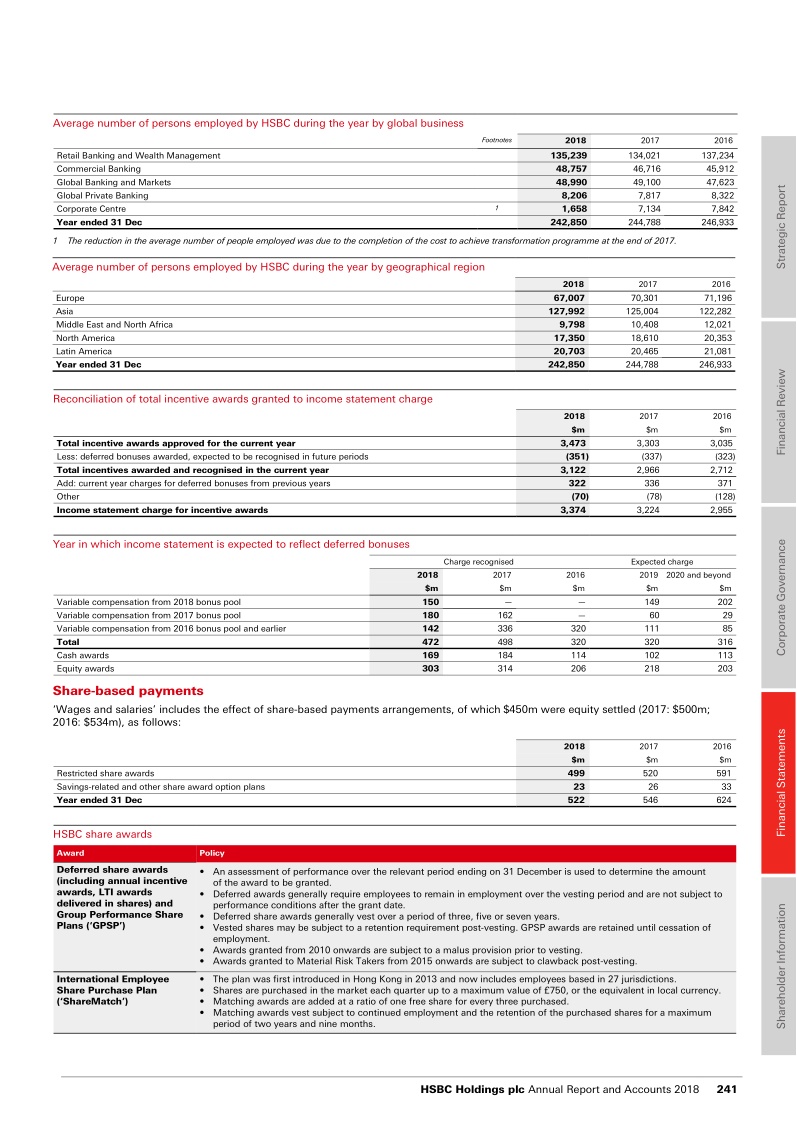 Average number of persons employed by HSBC during the year by global business
Footnotes 2018 2017 2016
Retail Banking and Wealth Management 135,239 134,021 137,234
Commercial Banking 48,757 46,716 45,912
Global Banking and Markets 48,990 49,100 47,623
Global Private Banking 8,206 7,817 8,322
Corporate Centre 1 1,658 7,134 7,842
Year ended 31 Dec 242,850 244,788 246,933
1 The reduction in the average number of people employed was due to the completion of the cost to achieve transformation programme at the end of 2017.
Average number of persons employed by HSBC during the year by geographical region
2018 2017 2016
Europe 67,007 70,301 71,196
Asia 127,992 125,004 122,282
Middle East and North Africa 9,798 10,408 12,021
North America 17,350 18,610 20,353
Latin America 20,703 20,465 21,081
Year ended 31 Dec 242,850 244,788 246,933
Reconciliation of total incentive awards granted to income statement charge
2018 2017 2016
$m $m $m
Total incentive awards approved for the current year 3,473 3,303 3,035
Less: deferred bonuses awarded, expected to be recognised in future periods (351) (337) (323)
Total incentives awarded and recognised in the current year 3,122 2,966 2,712
Add: current year charges for deferred bonuses from previous years 322 336 371
Other (70) (78) (128)
Income statement charge for incentive awards 3,374 3,224 2,955
Year in which income statement is expected to reflect deferred bonuses
Charge recognised Expected charge
2018 2017 2016 2019 2020 and beyond
$m $m $m $m $m
Variable compensation from 2018 bonus pool 150 — — 149 202
Variable compensation from 2017 bonus pool 180 162 — 60 29
Variable compensation from 2016 bonus pool and earlier 142 336 320 111 85
Total 472 498 320 320 316
Cash awards 169 184 114 102 113
Equity awards 303 314 206 218 203
Share-based payments
‘Wages and salaries’ includes the effect of share-based payments arrangements, of which $450m were equity settled (2017: $500m;
2016: $534m), as follows:
2018 2017 2016
$m $m $m
Restricted share awards 499 520 591
Savings-related and other share award option plans 23 26 33
Year ended 31 Dec 522 546 624
HSBC share awards
Award Policy
Deferred share awards
(including annual incentive
awards, LTI awards
delivered in shares) and
Group Performance Share
Plans (‘GPSP’)
• An assessment of performance over the relevant period ending on 31 December is used to determine the amount
of the award to be granted.
• Deferred awards generally require employees to remain in employment over the vesting period and are not subject to
performance conditions after the grant date.
• Deferred share awards generally vest over a period of three, five or seven years.
• Vested shares may be subject to a retention requirement post-vesting. GPSP awards are retained until cessation of
employment.
• Awards granted from 2010 onwards are subject to a malus provision prior to vesting.
• Awards granted to Material Risk Takers from 2015 onwards are subject to clawback post-vesting.
International Employee
Share Purchase Plan
(‘ShareMatch’)
• The plan was first introduced in Hong Kong in 2013 and now includes employees based in 27 jurisdictions.
• Shares are purchased in the market each quarter up to a maximum value of £750, or the equivalent in local currency.
• Matching awards are added at a ratio of one free share for every three purchased.
• Matching awards vest subject to continued employment and the retention of the purchased shares for a maximum
period of two years and nine months.
Strategic Report
Financial Review
Corporate Governance
Financial Statements
Shareholder Information
HSBC Holdings plc Annual Report and Accounts 2018 241